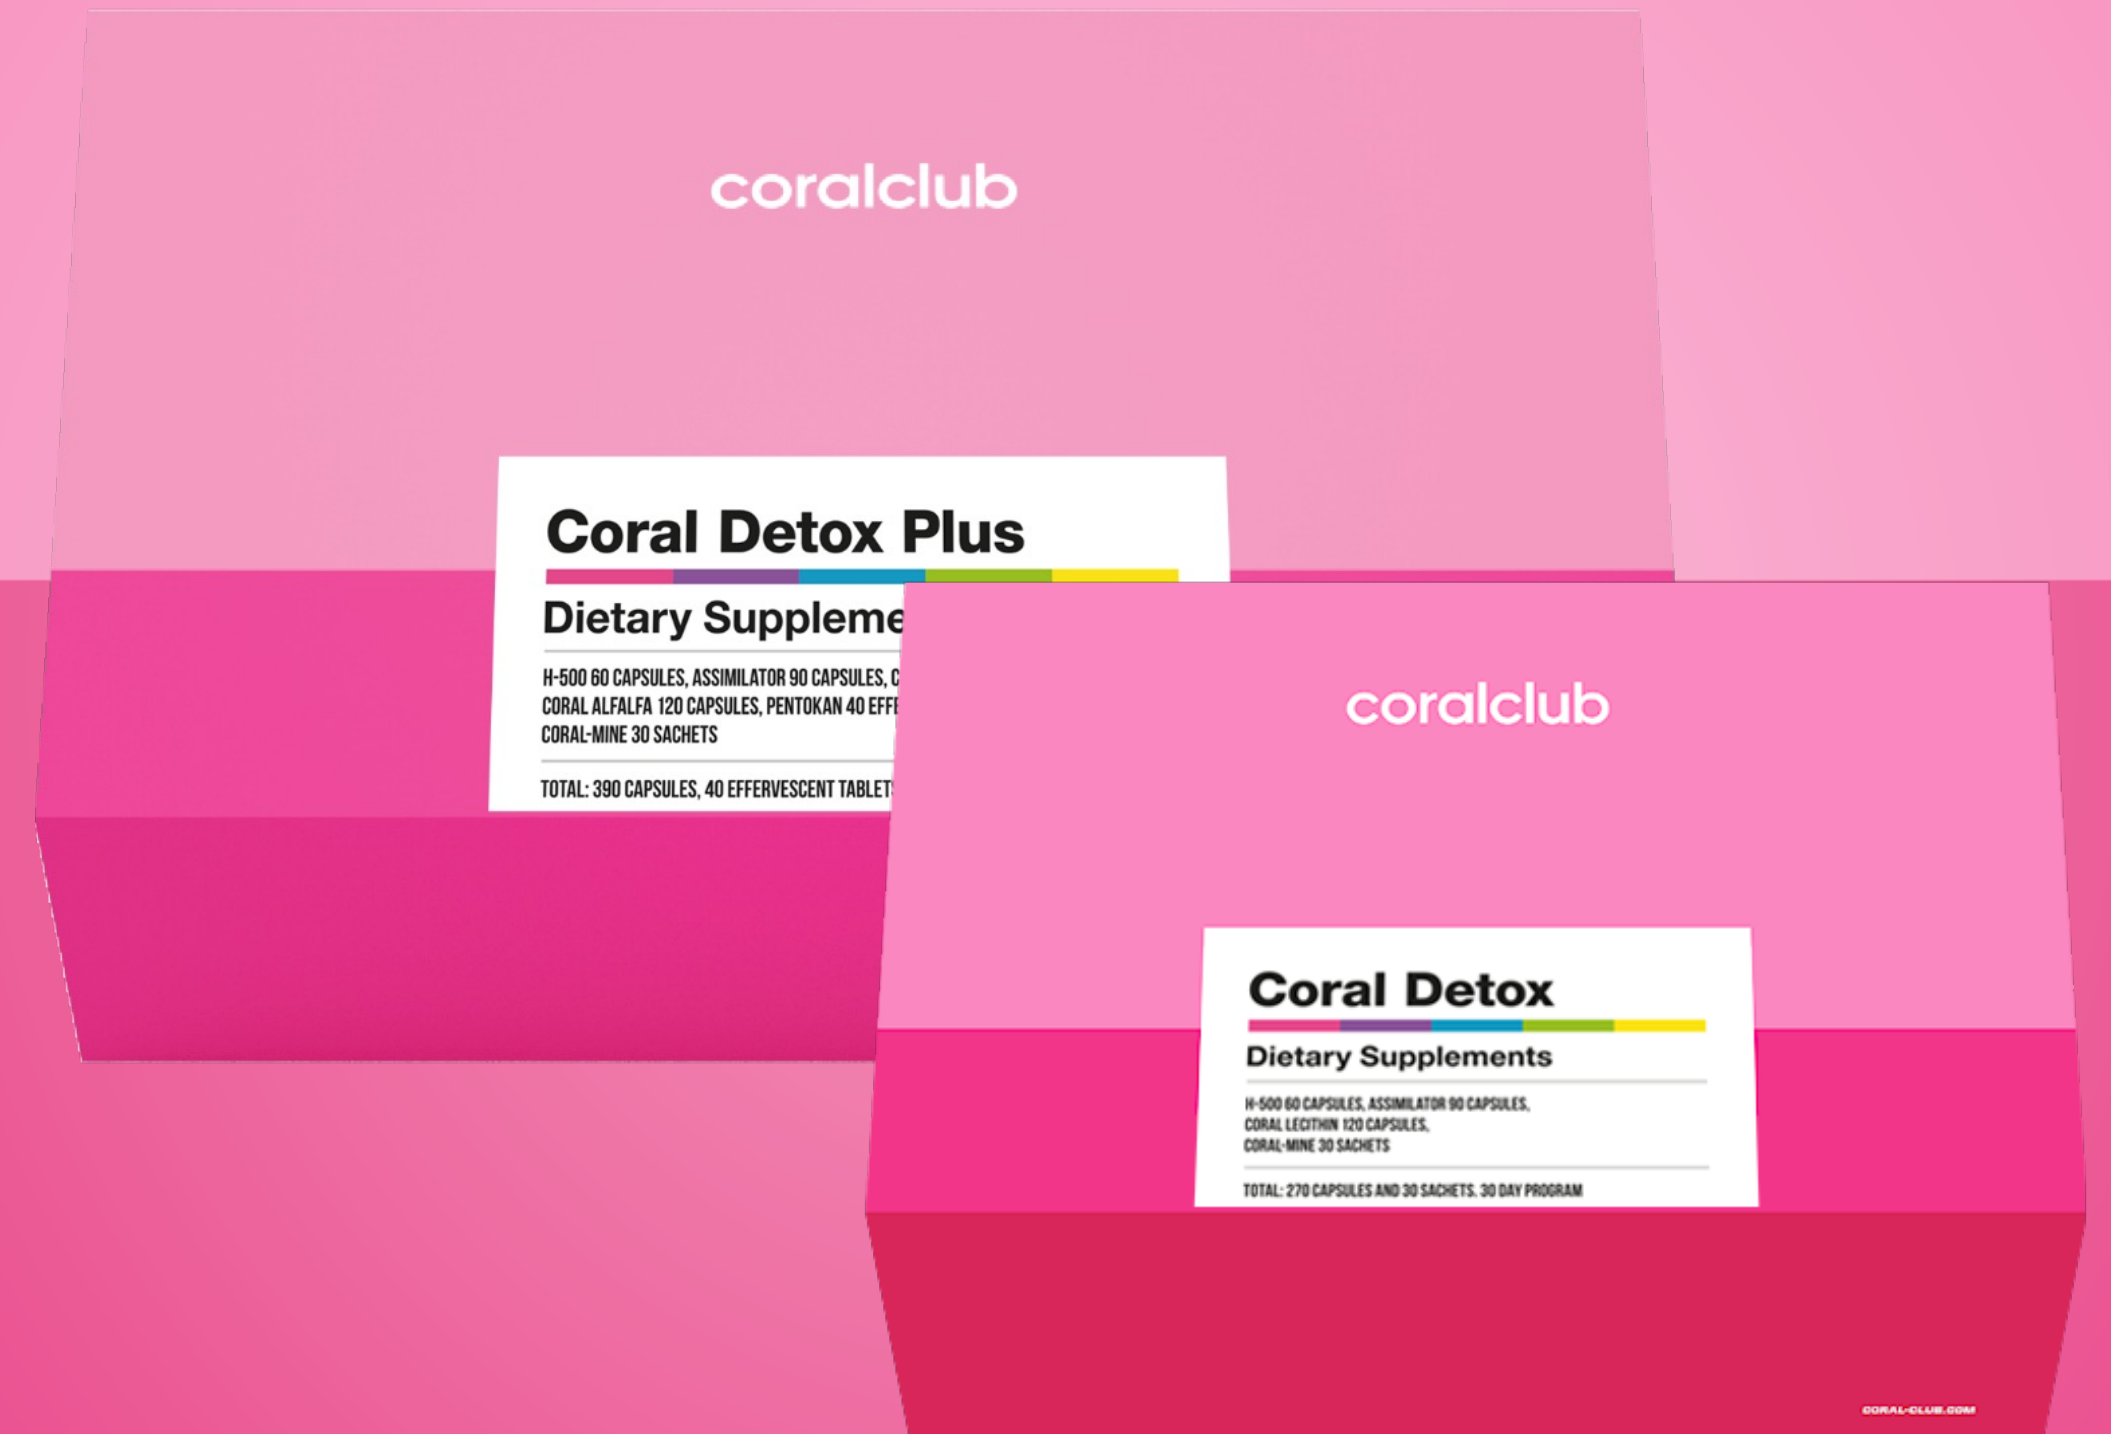 coralclub
Coral Detox Plus
Dietary Suppleme
H-500 60 CAPSULES, ASSIMILATOR 90 CAPSULES, C
CORAL ALFALFA 120 CAPSULES, PENTOKAN 40 EFFE
CORAL-MINE 30 SACHETS
TOTAL: 390 CAPSULES, 40 EFFERVESCENT TABLETS
coralclub
Coral Detox
Dietary Supplements
H-500 60 CAPSULES, ASSIMILATOR 90 CAPSULES,
CORAL LECITHIN 120 CAPSULES,
CORAL-MINE 30 SACHETS
TOTAL: 270 CAPSULES AND 30 SACHETS. 30 DAY PROGRAM
CORAL-CLUB.COM